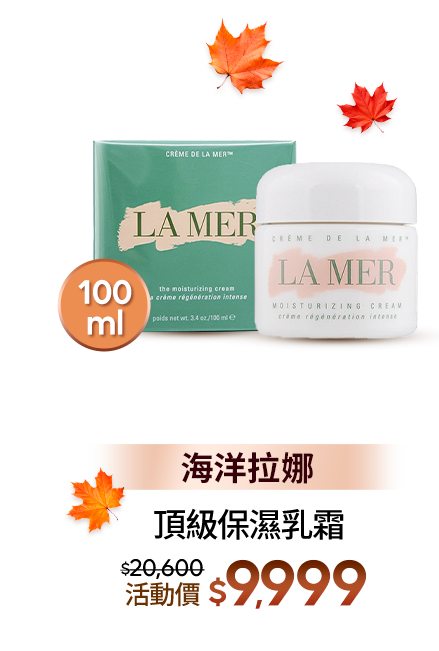 CRÈME DE LA MER™
LA MER
the moisturizing cream
a crème régénération intense
poids net wt. 3.4 oz./100 ml ℮
CRÈME DE LA MER™
LA MER
MOISTURIZING CREAM
crème régénération intense
100
ml
海洋拉娜
頂級保濕乳霜
$20,600
活動價 $9,999